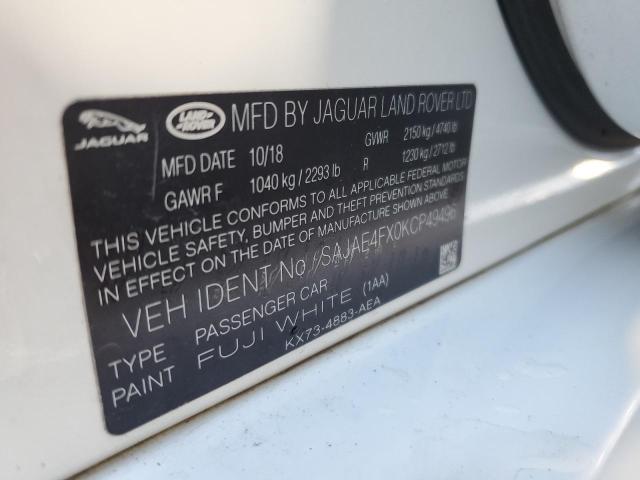 JAGUAR LAND ROVER MFD BY JAGUAR LAND ROVER LTD
MFD DATE 10/18 GVWR 2150 kg / 4740 lb
GAWR F 1040 kg / 2293 lb R 1230 kg / 2712 lb
THIS VEHICLE CONFORMS TO ALL APPLICABLE FEDERAL MOTOR
VEHICLE SAFETY, BUMPER AND THEFT PREVENTION STANDARDS
IN EFFECT ON THE DATE OF MANUFACTURE SHOWN ABOVE
VEH IDENT No SAJAE4FX0KCP49496
TYPE PASSENGER CAR
PAINT FUJI WHITE (1AA)
KX73-4883-AEA